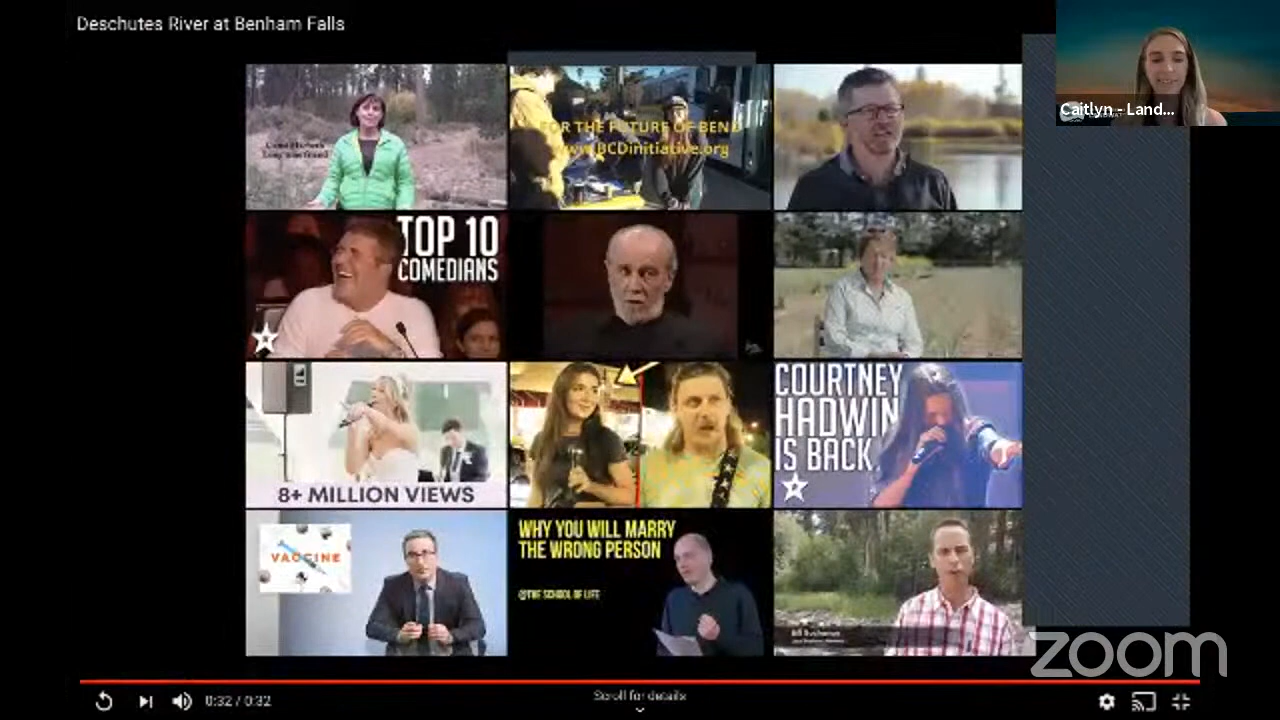 Deschutes River at Benham Falls
Caitlyn - Land...
FOR THE FUTURE OF BEND
www.BCDinitiative.org
TOP 10
COMEDIANS
COURTNEY
HADWIN
IS BACK.
8+ MILLION VIEWS
VACCINE
WHY YOU WILL MARRY
THE WRONG PERSON
@THE SCHOOL OF LIFE
zoom
0:32 / 0:32
Scroll for details